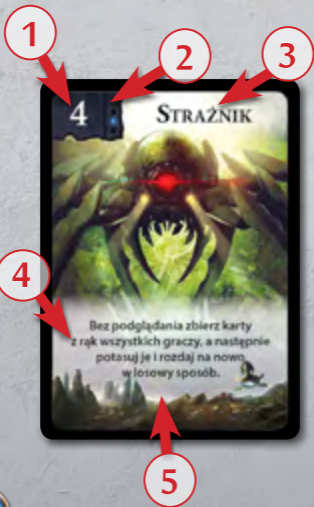 1
2
3
4
STRAŻNIK
4
Bez podglądania zbierz karty
z rąk wszystkich graczy, a następnie
potasuj je i rozdaj na nowo
w losowy sposób.
5